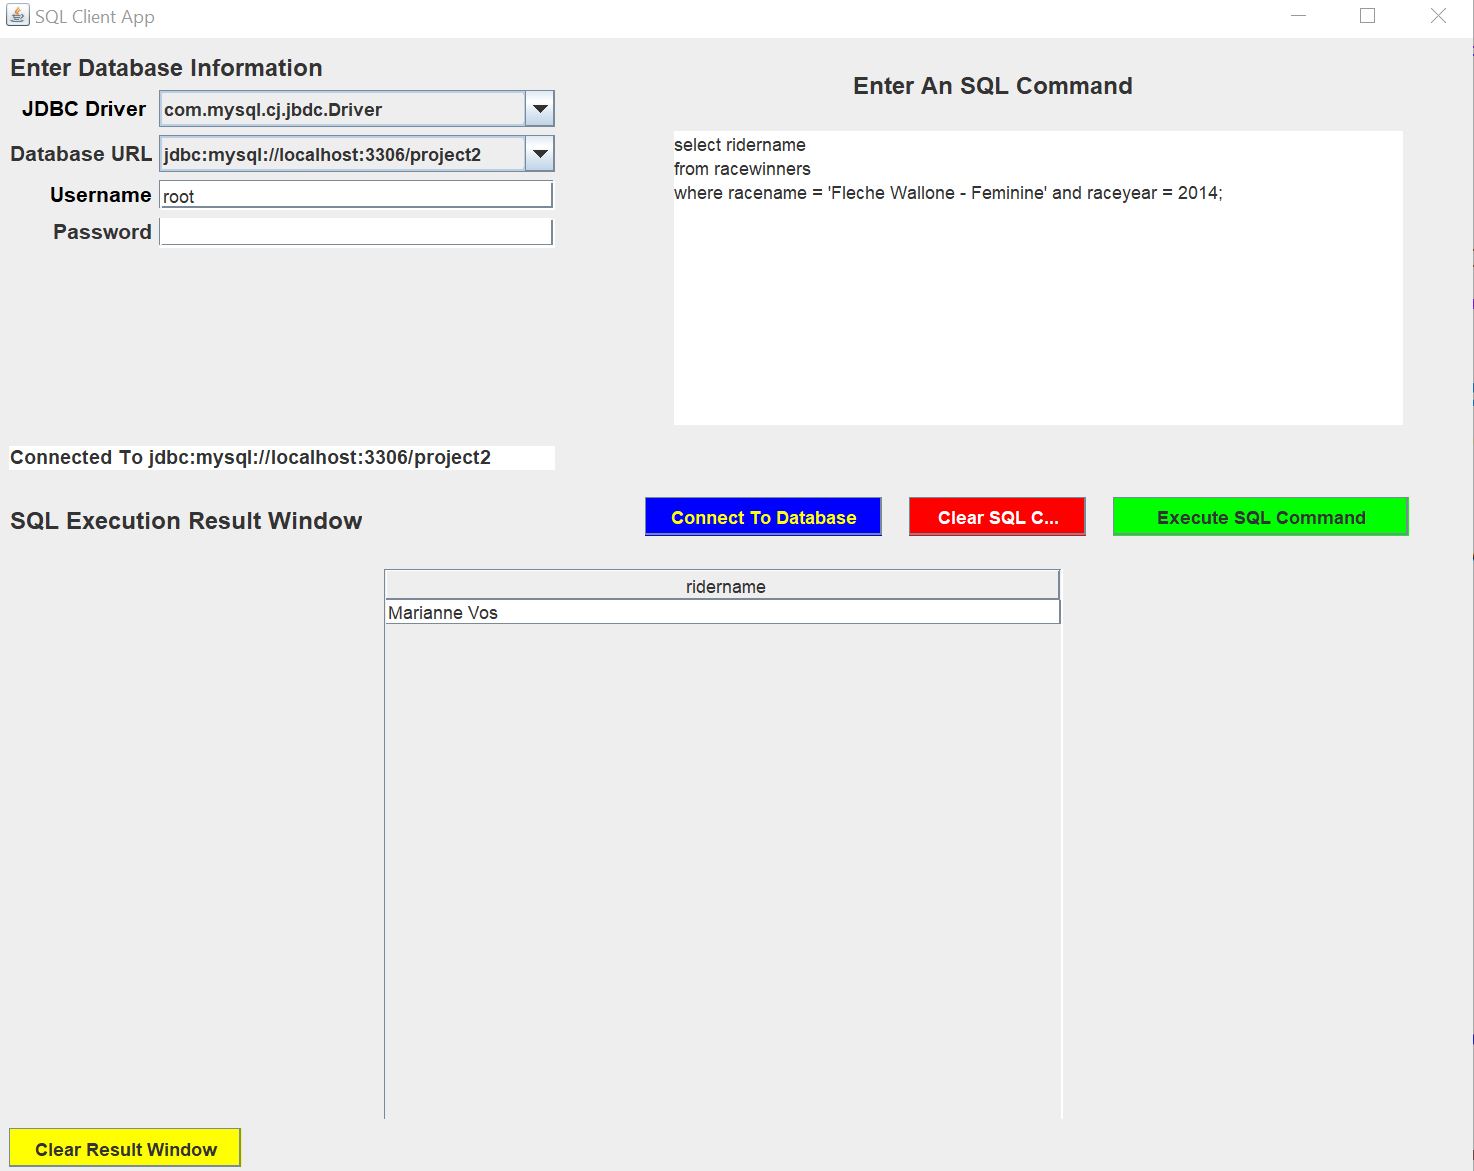 SQL Client App
Enter Database Information
JDBC Driver com.mysql.cj.jbdc.Driver
Database URL jdbc:mysql://localhost:3306/project2
Username root
Password
Enter An SQL Command
select ridername
from racewinners
where racename = 'Fleche Wallone - Feminine' and raceyear = 2014;
Connected To jdbc:mysql://localhost:3306/project2
SQL Execution Result Window
Connect To Database
Clear SQL C...
Execute SQL Command
ridername
Marianne Vos
Clear Result Window